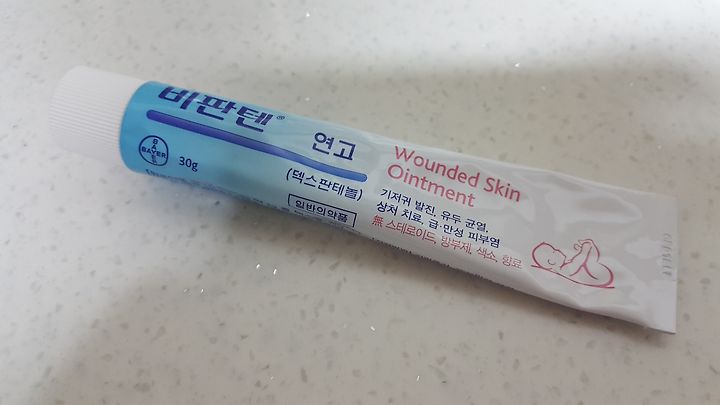 비판텐®
연고
BAYER
BAYER
30g
(덱스판테놀)
일반의약품
Wounded Skin
Ointment
기저귀 발진, 유두 균열,
상처 치료, 급·만성 피부염
無 스테로이드, 방부제, 색소, 향료